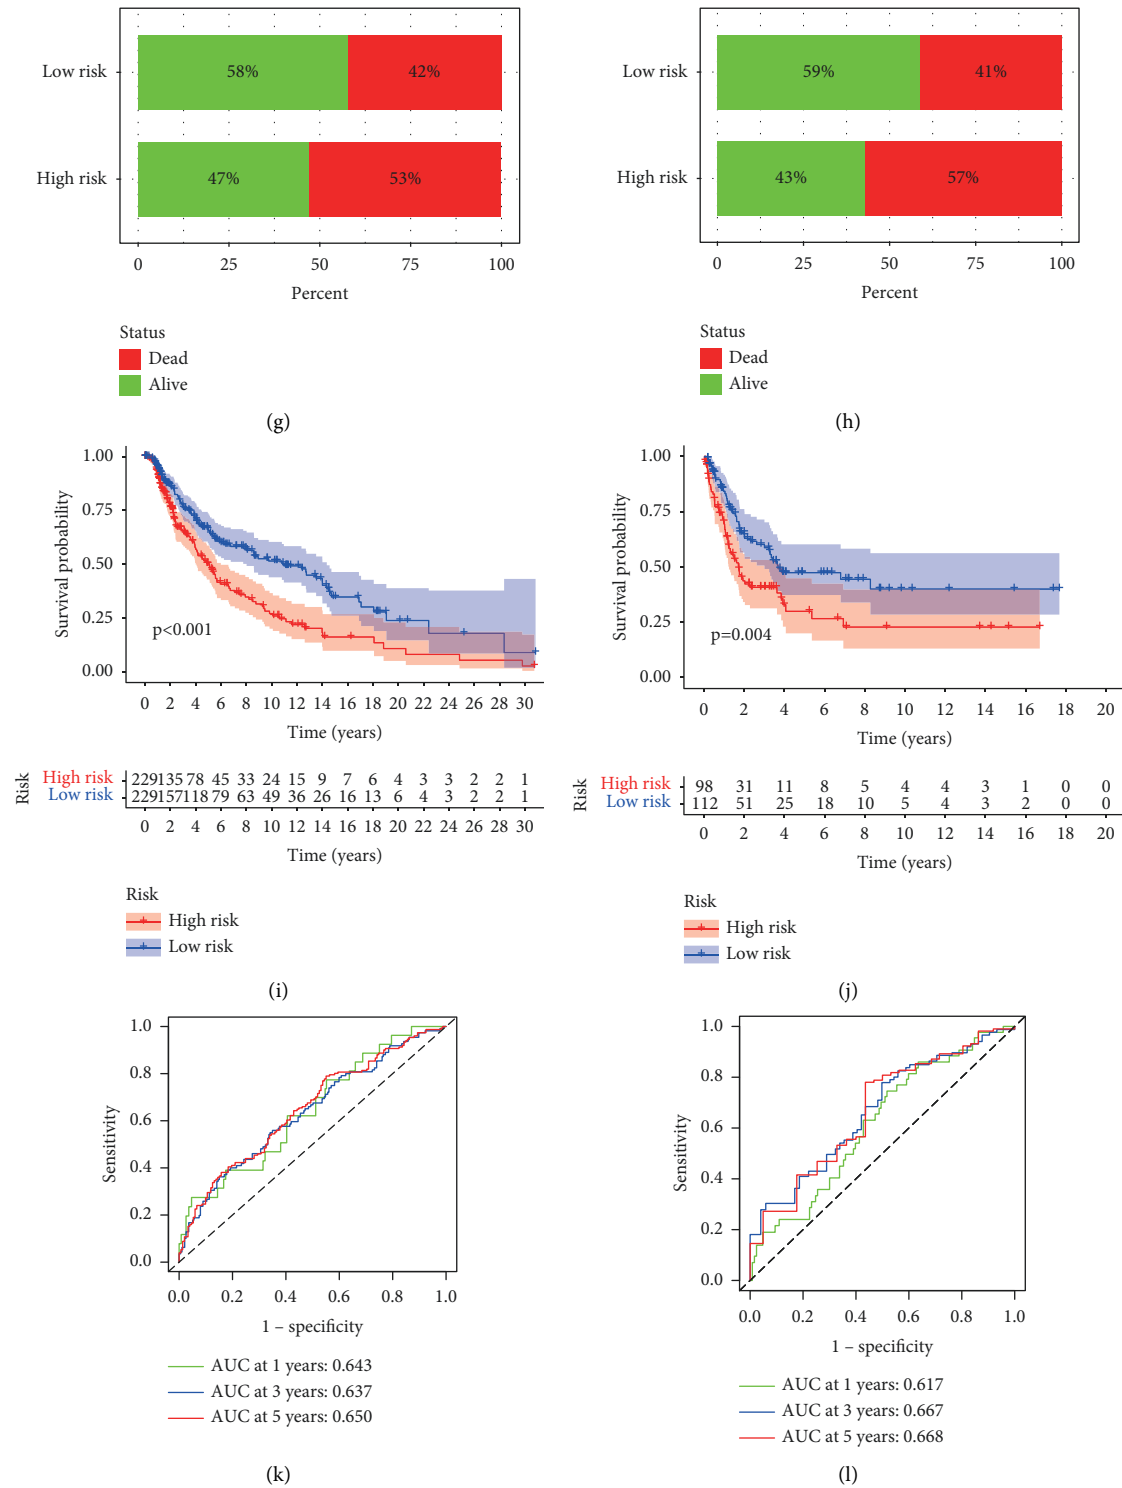 Low risk
58%
42%
High risk
47%
53%
0 25 50 75 100
Percent
Status
Dead
Alive
(g)
Low risk
59%
41%
High risk
43%
57%
0 25 50 75 100
Percent
Status
Dead
Alive
(h)
Survival probability
1.00
0.75
0.50
0.25
0.00
p<0.001
0 2 4 6 8 10 12 14 16 18 20 22 24 26 28 30
Time (years)
Risk
High risk 229 135 78 45 33 24 15 9 7 6 4 3 3 2 2 1
Low risk 229 157 118 79 63 49 36 26 16 13 6 4 3 2 2 1
0 2 4 6 8 10 12 14 16 18 20 22 24 26 28 30
Time (years)
Risk
High risk
Low risk
(i)
Survival probability
1.00
0.75
0.50
0.25
0.00
p=0.004
0 2 4 6 8 10 12 14 16 18 20
Time (years)
Risk
High risk 98 31 11 8 5 4 4 3 1 0 0
Low risk 112 51 25 18 10 5 4 3 2 0 0
0 2 4 6 8 10 12 14 16 18 20
Time (years)
Risk
High risk
Low risk
(j)
Sensitivity
1.0
0.8
0.6
0.4
0.2
0.0
0.0 0.2 0.4 0.6 0.8 1.0
1 – specificity
AUC at 1 years: 0.643
AUC at 3 years: 0.637
AUC at 5 years: 0.650
(k)
Sensitivity
1.0
0.8
0.6
0.4
0.2
0.0
0.0 0.2 0.4 0.6 0.8 1.0
1 – specificity
AUC at 1 years: 0.617
AUC at 3 years: 0.667
AUC at 5 years: 0.668
(l)